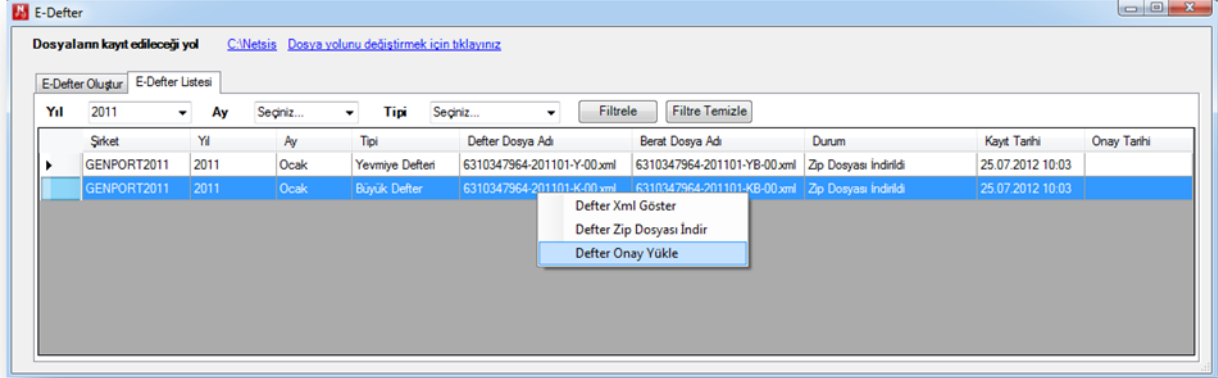 E-Defter
Dosyaların kayıt edileceği yol C:\Netsis Dosya yolunu değiştirmek için tıklayınız
E-Defter Oluştur E-Defter Listesi
Yıl 2011 Ay Seçiniz... Tipi Seçiniz... Filtrele Filtre Temizle
Şirket Yıl Ay Tipi Defter Dosya Adı Berat Dosya Adı Durum Kayıt Tarihi Onay Tarihi
GENPORT2011 2011 Ocak Yevmiye Defteri 6310347964-201101-Y-00.xml 6310347964-201101-YB-00.xml Zip Dosyası İndirildi 25.07.2012 10:03
GENPORT2011 2011 Ocak Büyük Defter 6310347964-201101-K-00.xml 6310347964-201101-KB-00.xml Zip Dosyası İndirildi 25.07.2012 10:03
Defter Xml Göster
Defter Zip Dosyası İndir
Defter Onay Yükle